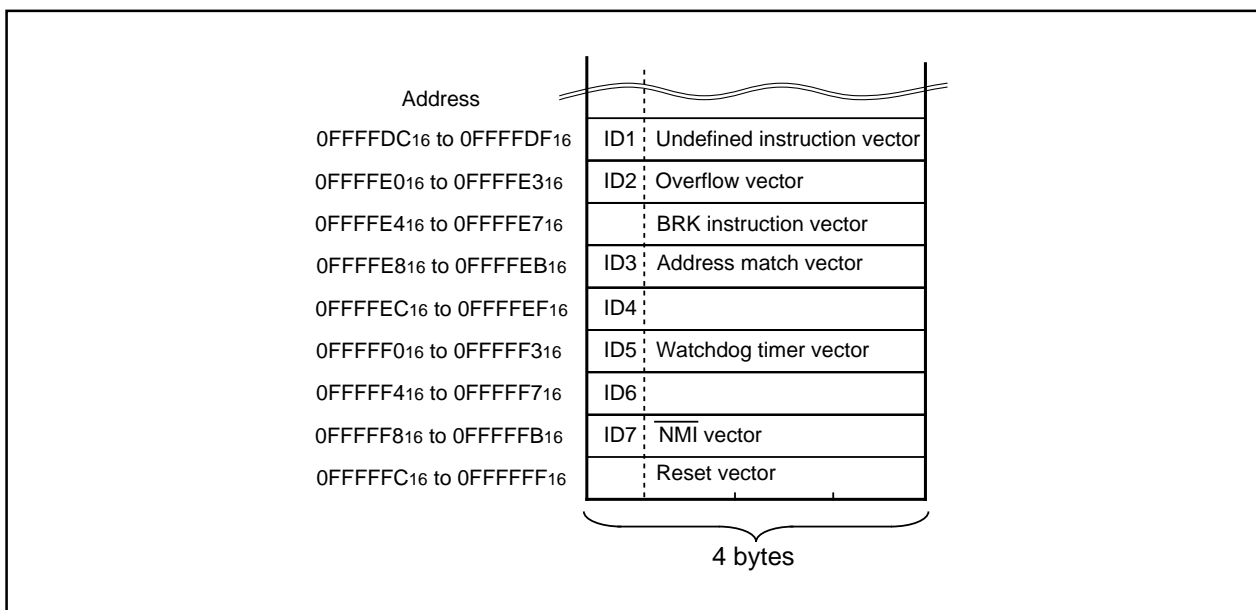 Address
0FFFFDC16 to 0FFFFDF16 ID1 Undefined instruction vector
0FFFFE016 to 0FFFFE316 ID2 Overflow vector
0FFFFE416 to 0FFFFE716 BRK instruction vector
0FFFFE816 to 0FFFFEB16 ID3 Address match vector
0FFFFEC16 to 0FFFFEF16 ID4
0FFFFF016 to 0FFFFF316 ID5 Watchdog timer vector
0FFFFF416 to 0FFFFF716 ID6
0FFFFF816 to 0FFFFFB16 ID7 N̅M̅I̅ vector
0FFFFFC16 to 0FFFFFF16 Reset vector
4 bytes